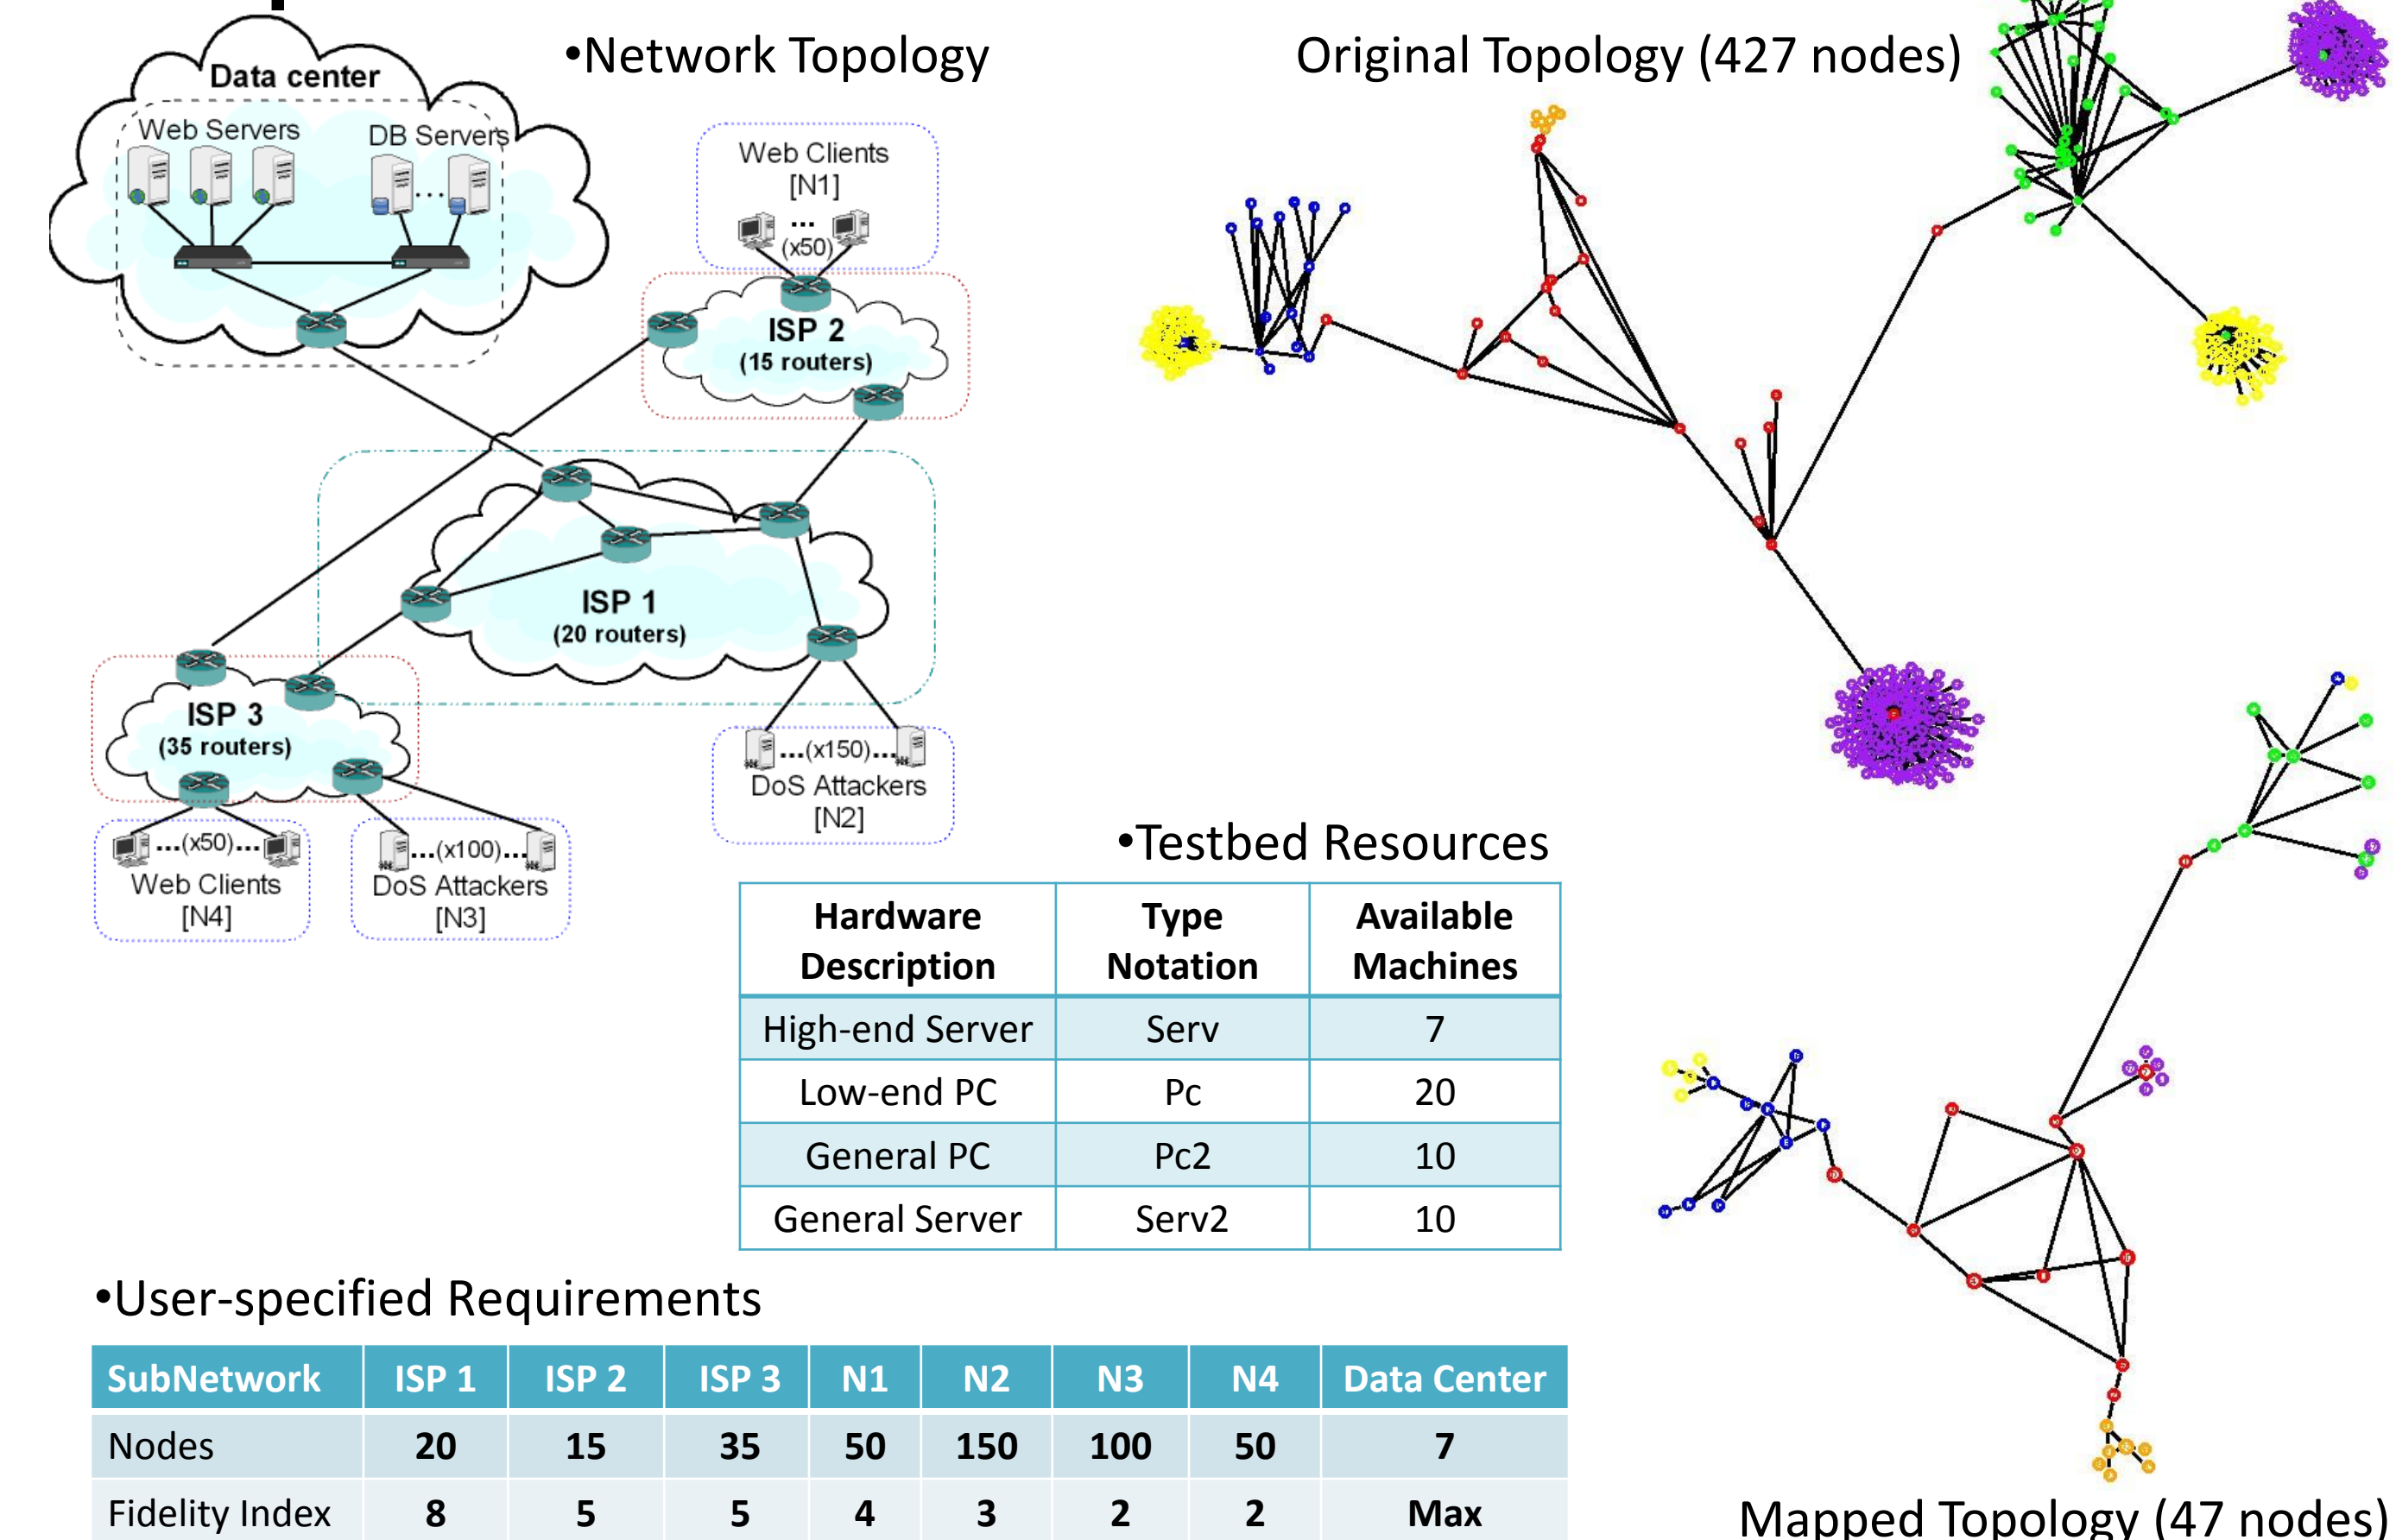 •Network Topology
Original Topology (427 nodes)
Data center
Web Servers
DB Servers
...
Web Clients
[N1]
...
(x50)
ISP 2
(15 routers)
ISP 1
(20 routers)
ISP 3
(35 routers)
...(x150)...
DoS Attackers
[N2]
...(x50)...
Web Clients
[N4]
...(x100)...
DoS Attackers
[N3]
•Testbed Resources
Hardware Description Type Notation Available Machines
High-end Server Serv 7
Low-end PC Pc 20
General PC Pc2 10
General Server Serv2 10
•User-specified Requirements
SubNetwork ISP 1 ISP 2 ISP 3 N1 N2 N3 N4 Data Center
Nodes 20 15 35 50 150 100 50 7
Fidelity Index 8 5 5 4 3 2 2 Max
Mapped Topology (47 nodes)